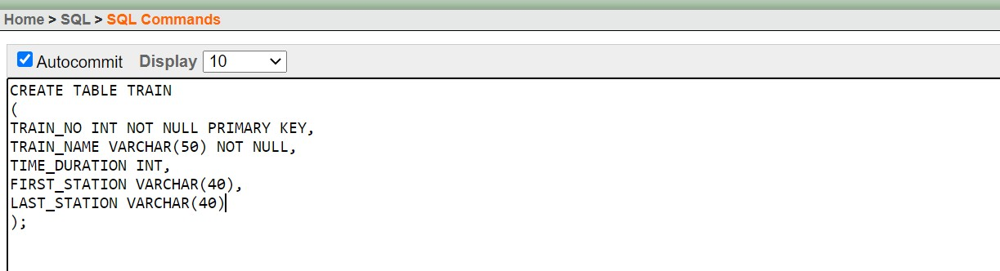 Home > SQL > SQL Commands
Autocommit Display 10
CREATE TABLE TRAIN
(
TRAIN_NO INT NOT NULL PRIMARY KEY,
TRAIN_NAME VARCHAR(50) NOT NULL,
TIME_DURATION INT,
FIRST_STATION VARCHAR(40),
LAST_STATION VARCHAR(40)
);